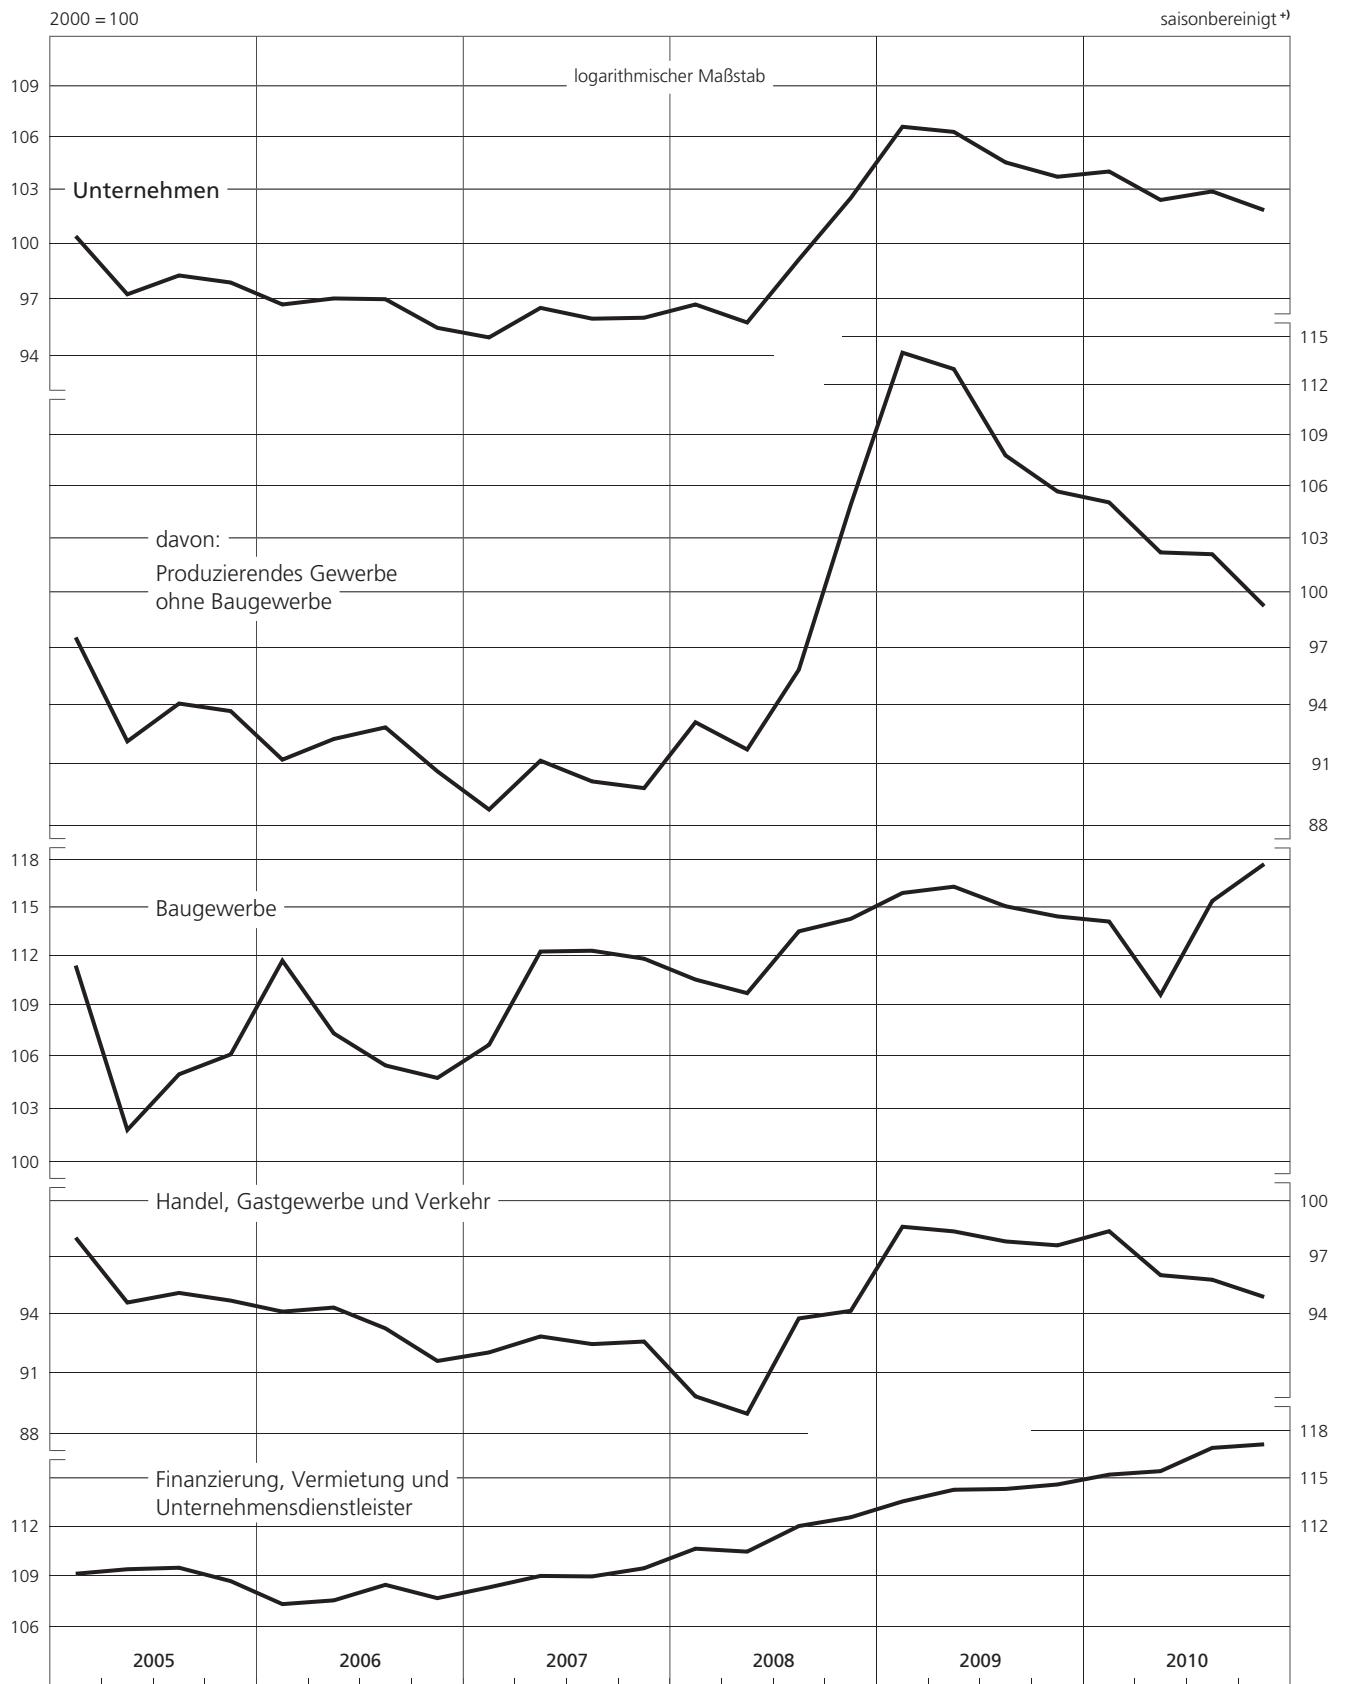 2000 = 100
saisonbereinigt +)
logarithmischer Maßstab
109
106
103
Unternehmen
100
97
94
115
112
109
106
103
davon:
Produzierendes Gewerbe
ohne Baugewerbe
100
97
94
91
88
118
115
Baugewerbe
112
109
106
103
100
Handel, Gastgewerbe und Verkehr
100
97
94
94
91
88
118
Finanzierung, Vermietung und
115
Unternehmensdienstleister
112
112
109
106
2005 2006 2007 2008 2009 2010